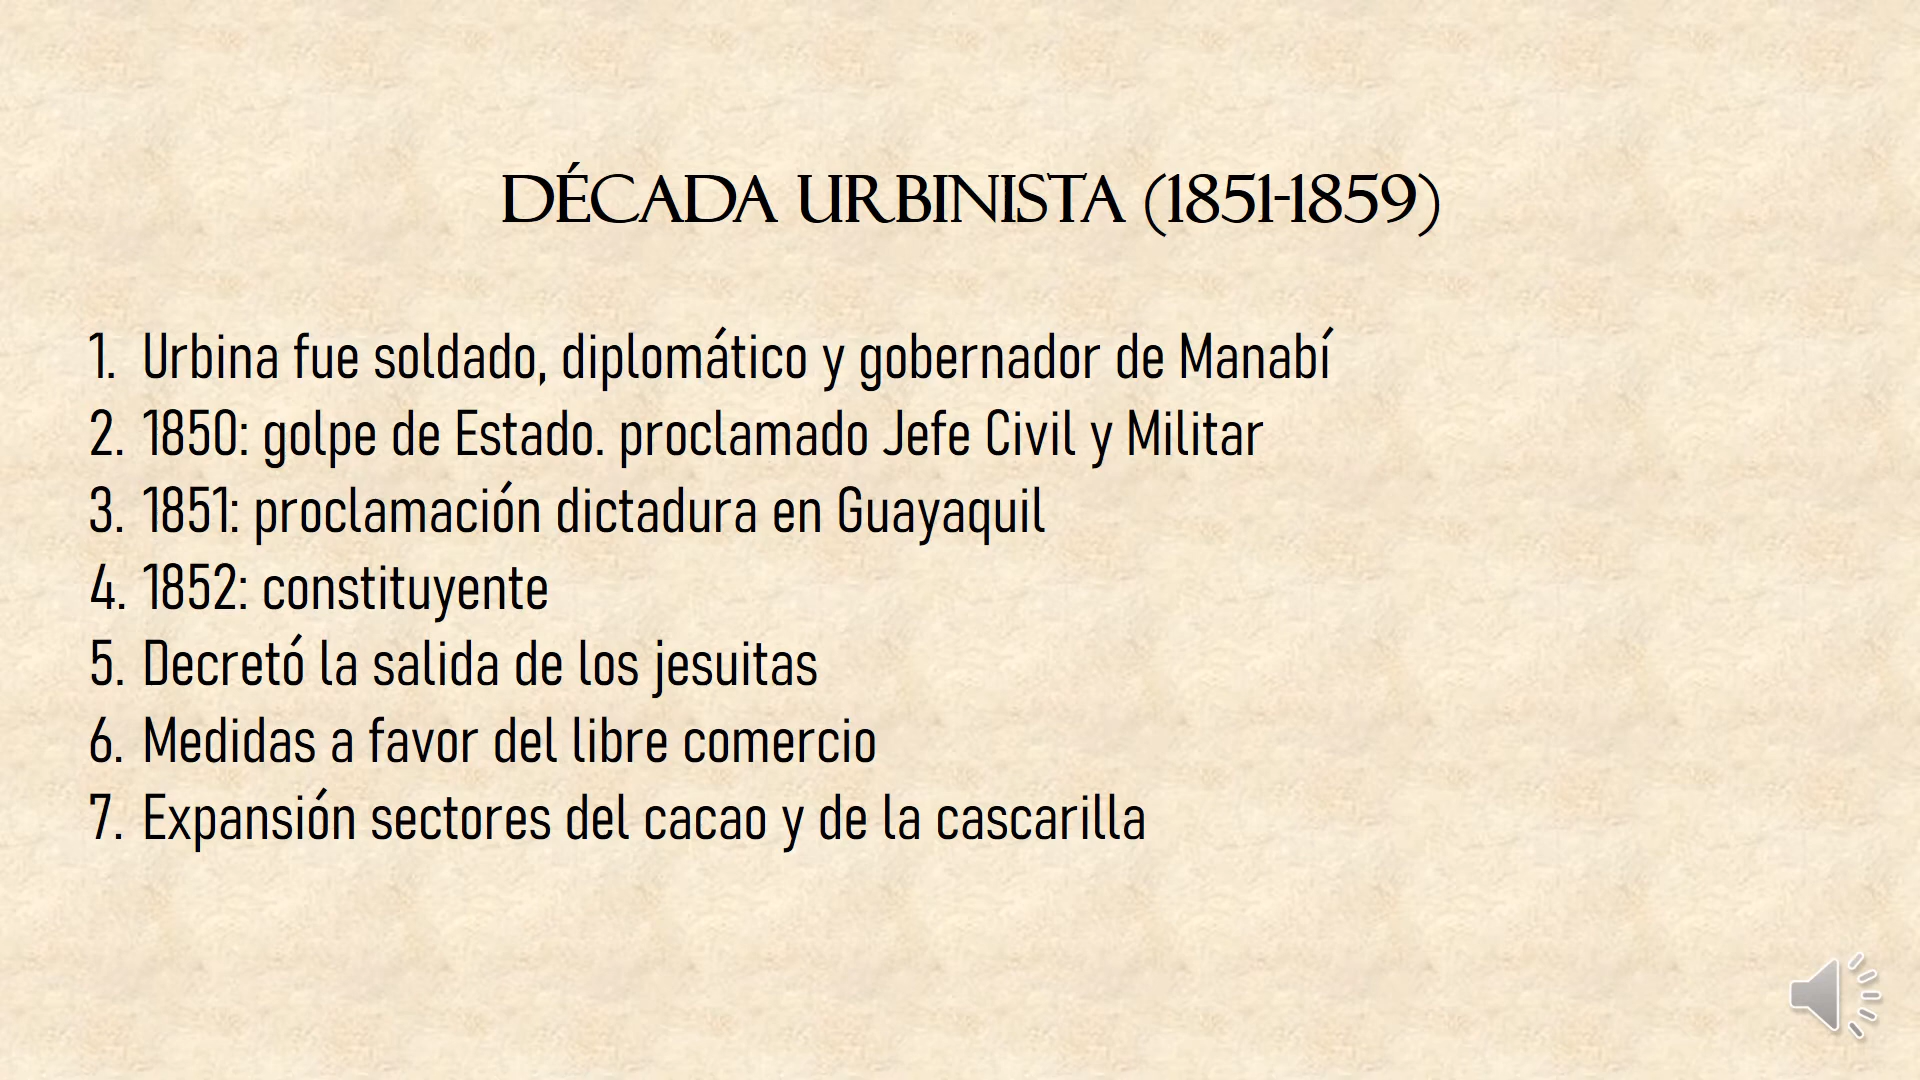 DÉCADA URBINISTA (1851-1859)
1. Urbina fue soldado, diplomático y gobernador de Manabí
2. 1850: golpe de Estado. proclamado Jefe Civil y Militar
3. 1851: proclamación dictadura en Guayaquil
4. 1852: constituyente
5. Decretó la salida de los jesuitas
6. Medidas a favor del libre comercio
7. Expansión sectores del cacao y de la cascarilla